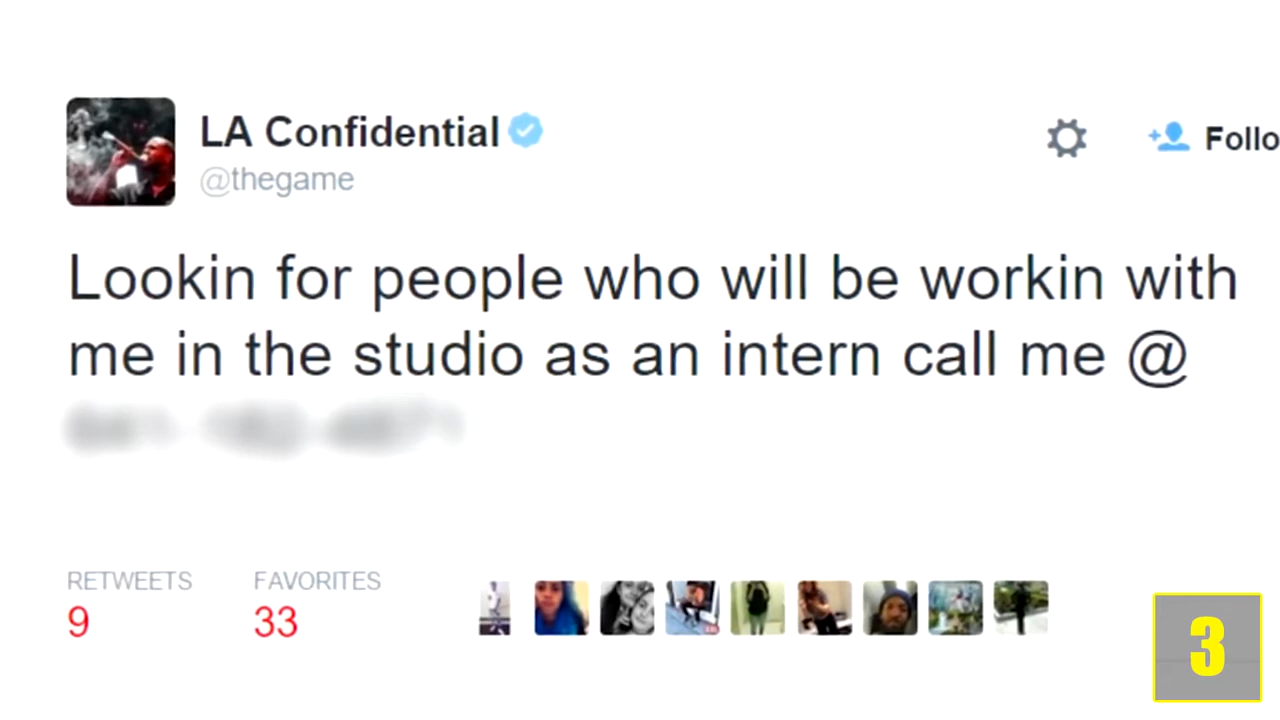 LA Confidential
@thegame
Follo
Lookin for people who will be workin with
me in the studio as an intern call me @
RETWEETS FAVORITES
9 33
3